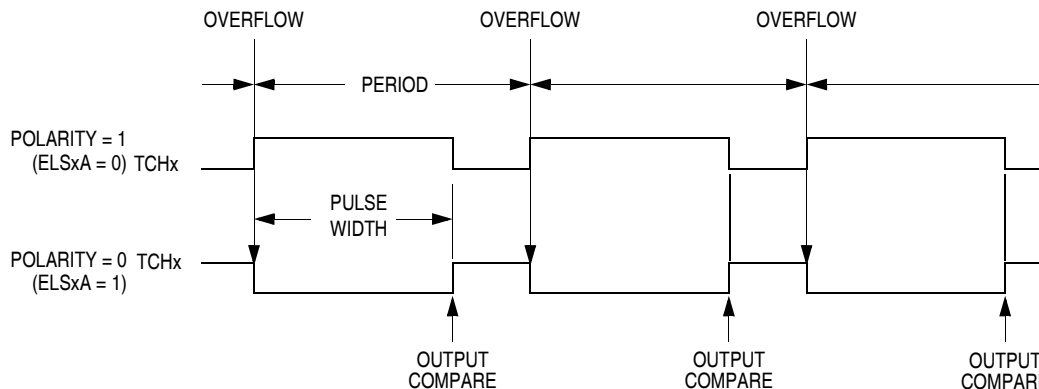 OVERFLOW OVERFLOW OVERFLOW
PERIOD
POLARITY = 1
(ELSxA = 0) TCHx
PULSE
WIDTH
POLARITY = 0 TCHx
(ELSxA = 1)
OUTPUT
COMPARE
OUTPUT
COMPARE
OUTPUT
COMPARE